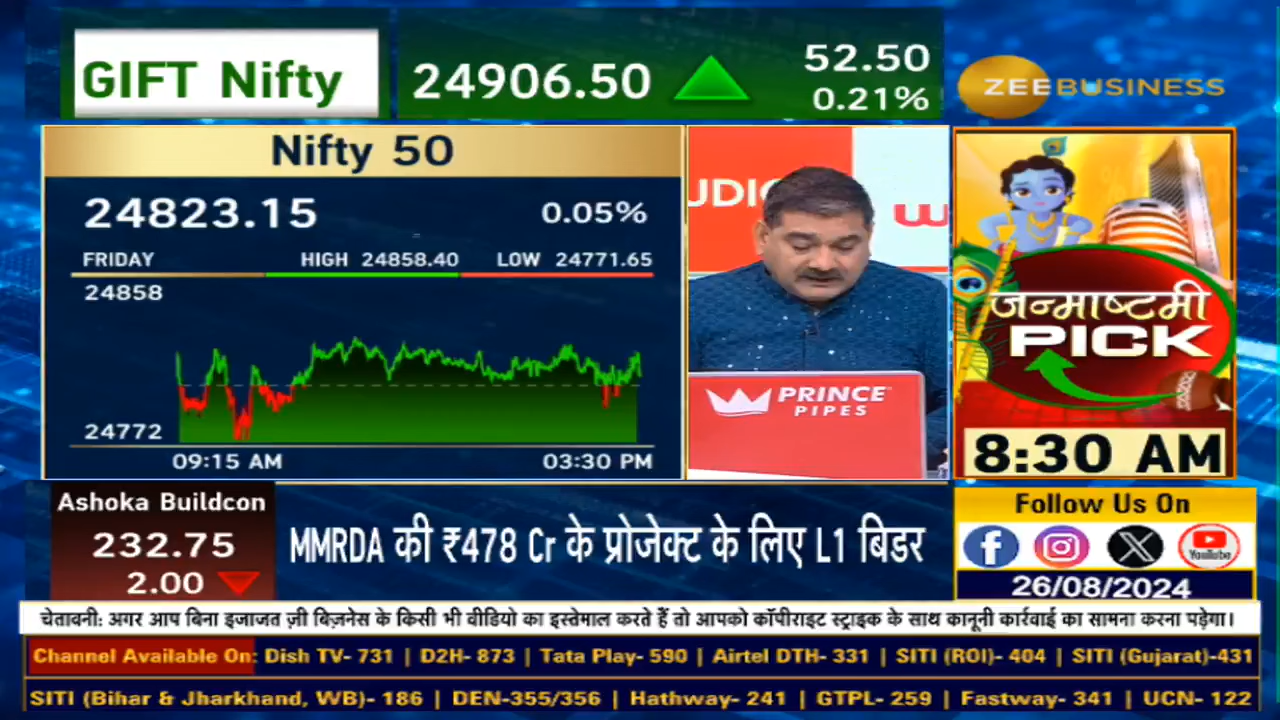 GIFT Nifty
24906.50
52.50
0.21%
ZEE BUSINESS
Nifty 50
24823.15
0.05%
FRIDAY
HIGH 24858.40
LOW 24771.65
24858
24772
09:15 AM
03:30 PM
PRINCE
PIPES
जन्माष्टमी
PICK
8:30 AM
Ashoka Buildcon
232.75
2.00
MMRDA की ₹478 Cr के प्रोजेक्ट के लिए L1 बिडर
Follow Us On
YouTube
26/08/2024
चेतावनी: अगर आप बिना इजाजत ज़ी बिज़नेस के किसी भी वीडियो का इस्तेमाल करते हैं तो आपको कॉपीराइट स्ट्राइक के साथ कानूनी कार्रवाई का सामना करना पड़ेगा।
Channel Available On: Dish TV- 731 | D2H- 873 | Tata Play- 590 | Airtel DTH- 331 | SITI (ROI)- 404 | SITI (Gujarat)-431
SITI (Bihar & Jharkhand, WB)- 186 | DEN-355/356 | Hathway- 241 | GTPL- 259 | Fastway- 341 | UCN- 122